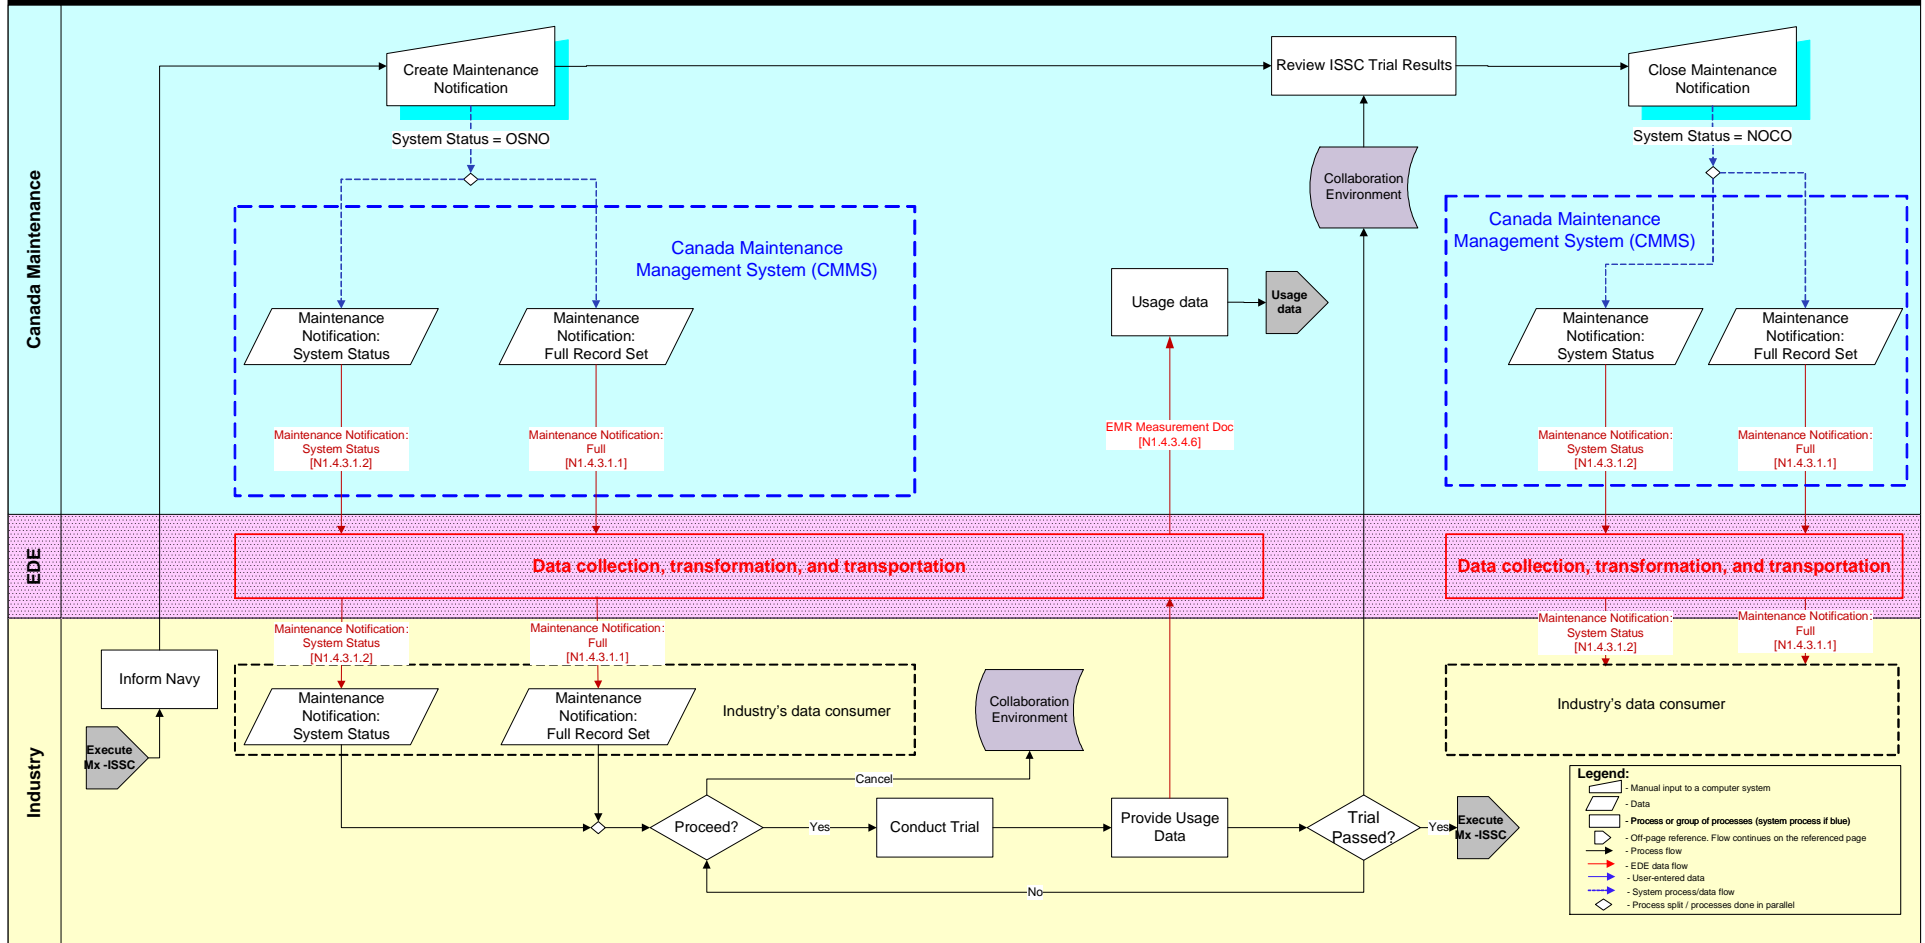 Canada Maintenance
Create Maintenance
Notification
System Status = OSNO
Canada Maintenance
Management System (CMMS)
Maintenance
Notification:
System Status
Maintenance
Notification:
Full Record Set
Maintenance Notification:
System Status
[N1.4.3.1.2]
Maintenance Notification:
Full
[N1.4.3.1.1]
Usage data
Usage
data
EMR Measurement Doc
[N1.4.3.4.6]
Review ISSC Trial Results
Collaboration
Environment
Close Maintenance
Notification
System Status = NOCO
Canada Maintenance
Management System (CMMS)
Maintenance
Notification:
System Status
Maintenance
Notification:
Full Record Set
Maintenance Notification:
System Status
[N1.4.3.1.2]
Maintenance Notification:
Full
[N1.4.3.1.1]
EDE
Data collection, transformation, and transportation
Data collection, transformation, and transportation
Industry
Maintenance Notification:
System Status
[N1.4.3.1.2]
Maintenance Notification:
Full
[N1.4.3.1.1]
Maintenance Notification:
System Status
[N1.4.3.1.2]
Maintenance Notification:
Full
[N1.4.3.1.1]
Inform Navy
Execute
Mx -ISSC
Maintenance
Notification:
System Status
Maintenance
Notification:
Full Record Set
Industry's data consumer
Collaboration
Environment
Industry's data consumer
Cancel
Proceed?
Yes
Conduct Trial
Provide Usage
Data
Trial
Passed?
Yes
Execute
Mx -ISSC
No
Legend:
- Manual input to a computer system
- Data
- Process or group of processes (system process if blue)
- Off-page reference. Flow continues on the referenced page
- Process flow
- EDE data flow
- User-entered data
- System process/data flow
- Process split / processes done in parallel